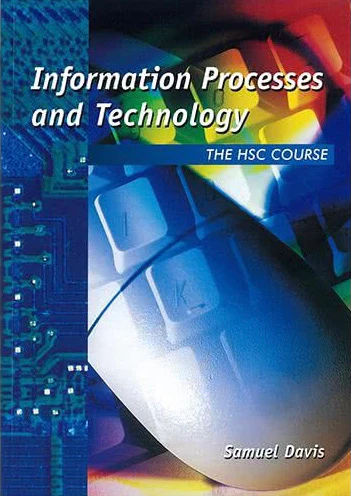 Information Processes
and Technology
THE HSC COURSE
I
K
Samuel Davis